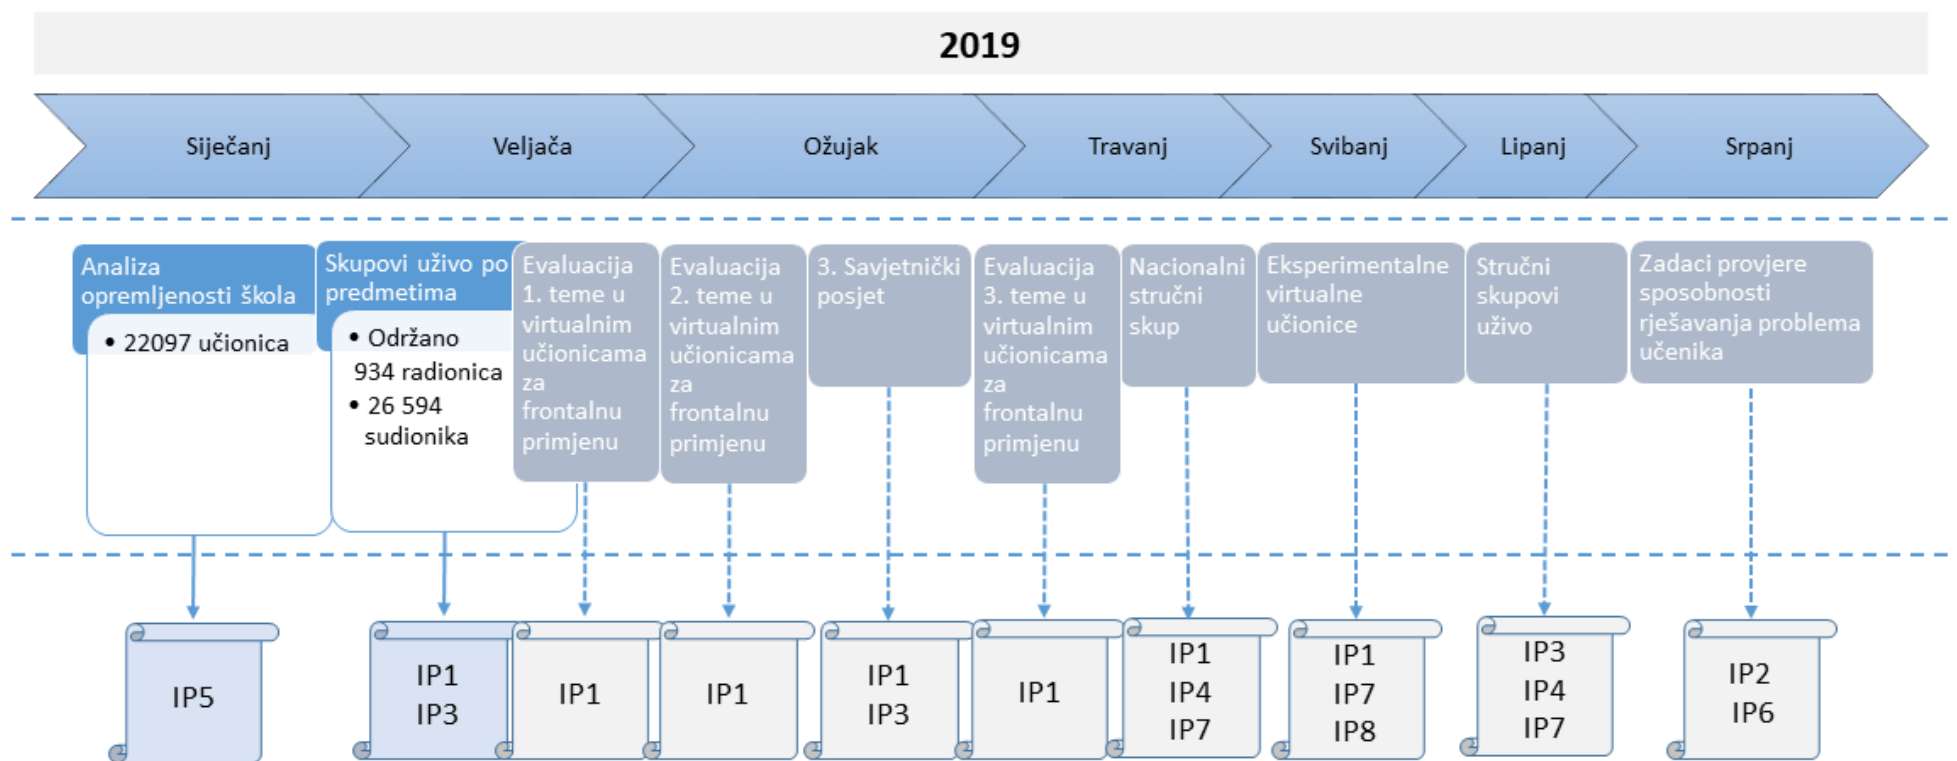 2019
Siječanj
Veljača
Ožujak
Travanj
Svibanj
Lipanj
Srpanj
Analiza
opremljenosti škola
• 22097 učionica
Skupovi uživo po
predmetima
• Održano
934 radionica
• 26 594
sudionika
Evaluacija
1. teme u
virtualnim
učionicama
za
frontalnu
primjenu
Evaluacija
2. teme u
virtualnim
učionicama
za
frontalnu
primjenu
3. Savjetnički
posjet
Evaluacija
3. teme u
virtualnim
učionicama
za
frontalnu
primjenu
Nacionalni
stručni
skup
Eksperimentalne
virtualne
učionice
Stručni
skupovi
uživo
Zadaci provjere
sposobnosti
rješavanja problema
učenika
IP5
IP1
IP3
IP1
IP1
IP1
IP3
IP1
IP1
IP4
IP7
IP1
IP7
IP8
IP3
IP4
IP7
IP2
IP6